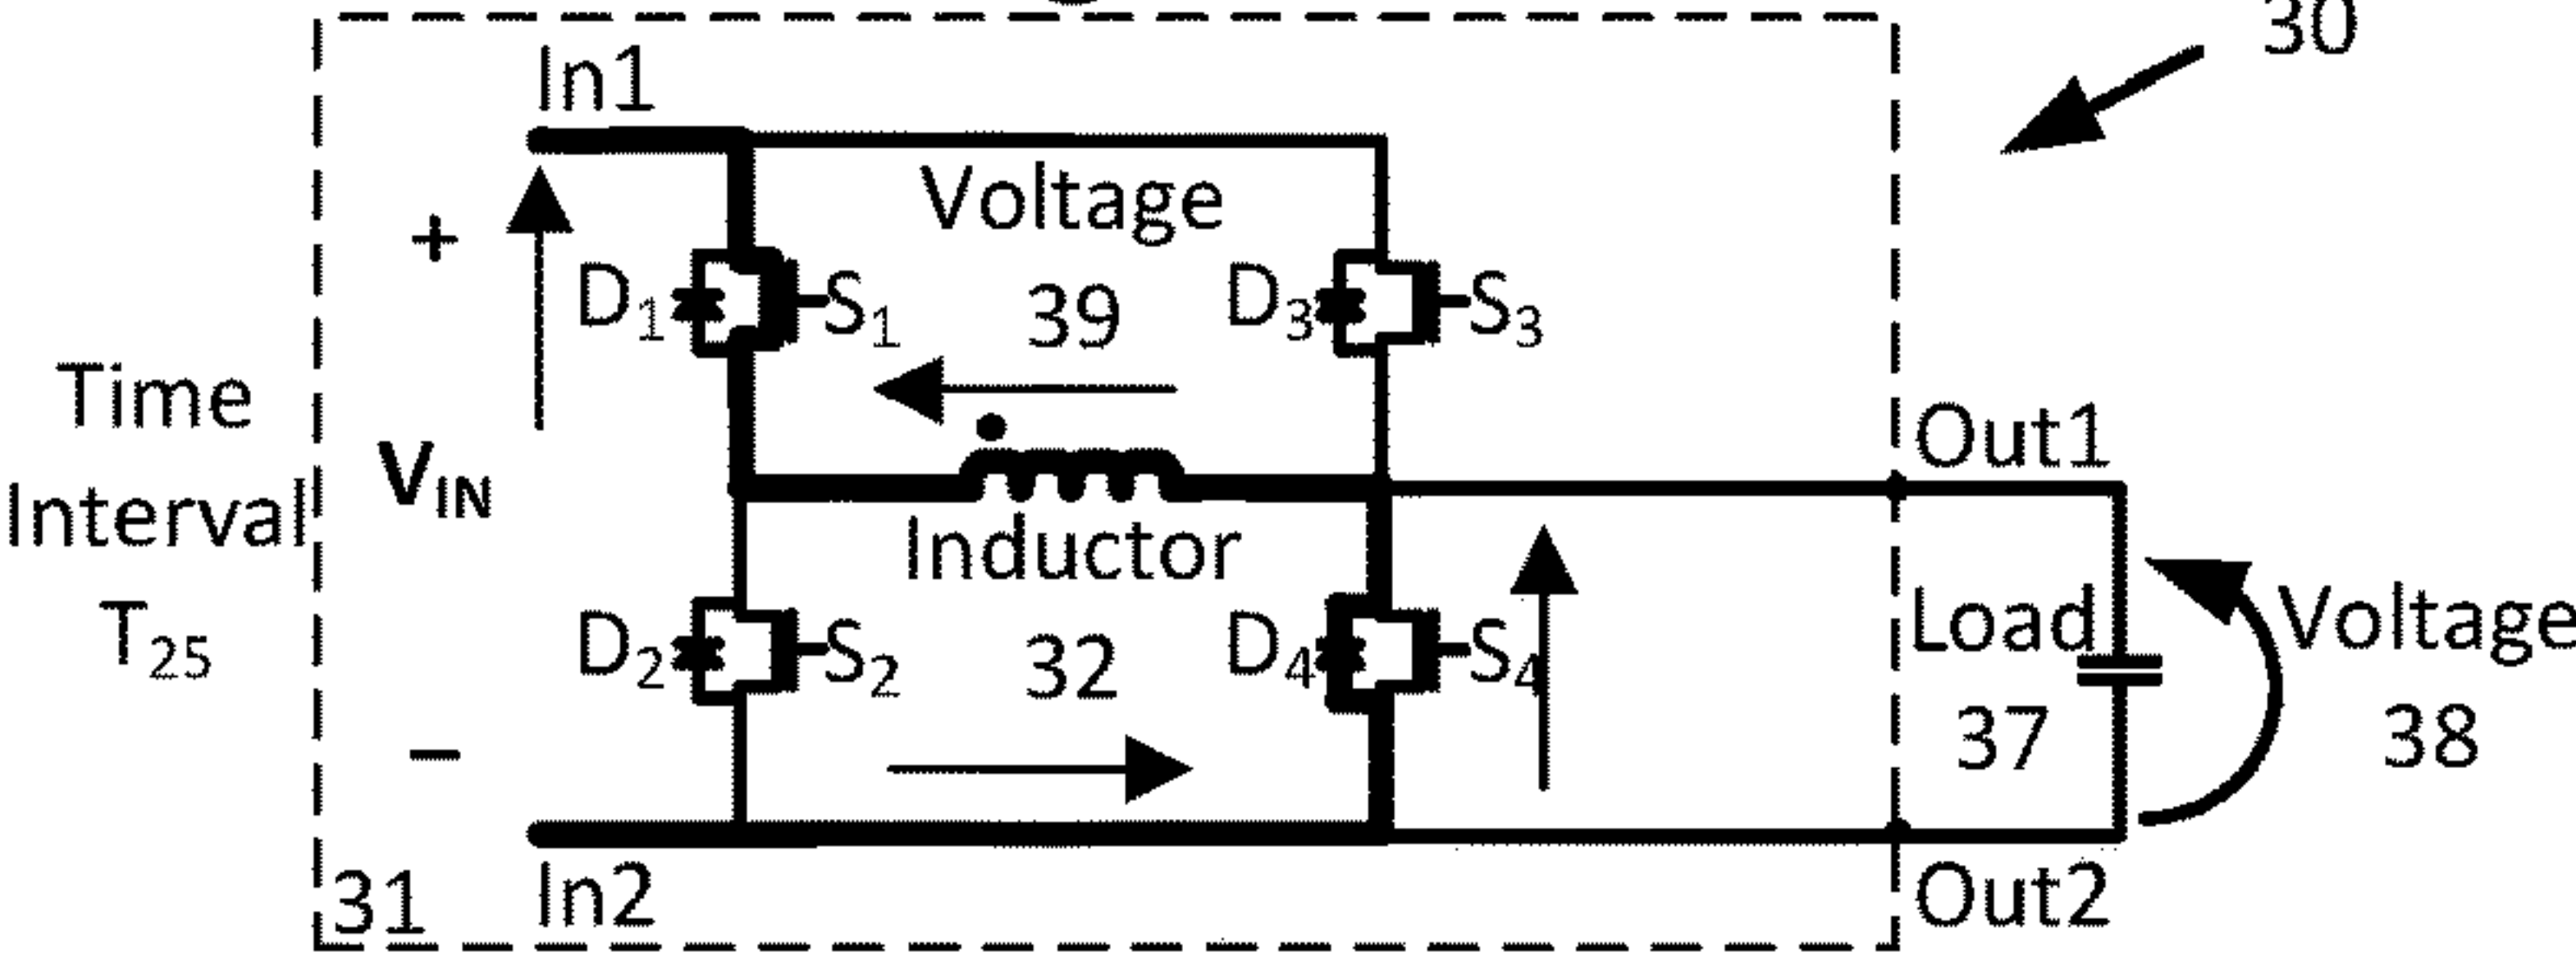 30
In1
+
Voltage
39
D1
S1
D3
S3
Time
Interval
T25
VIN
Out1
Inductor
32
D2
S2
D4
S4
Load
37
Voltage
38
−
31
In2
Out2